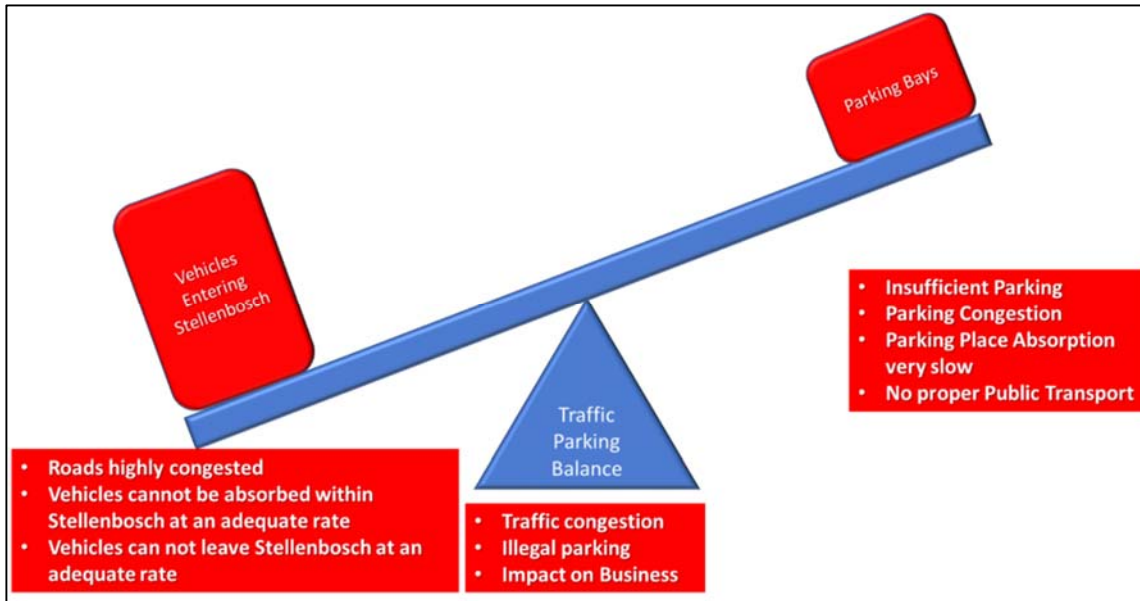 Parking Bays
Vehicles
Entering
Stellenbosch
• Insufficient Parking
• Parking Congestion
• Parking Place Absorption
very slow
• No proper Public Transport
Traffic
Parking
Balance
• Roads highly congested
• Vehicles cannot be absorbed within
Stellenbosch at an adequate rate
• Vehicles can not leave Stellenbosch at an
adequate rate
• Traffic congestion
• Illegal parking
• Impact on Business